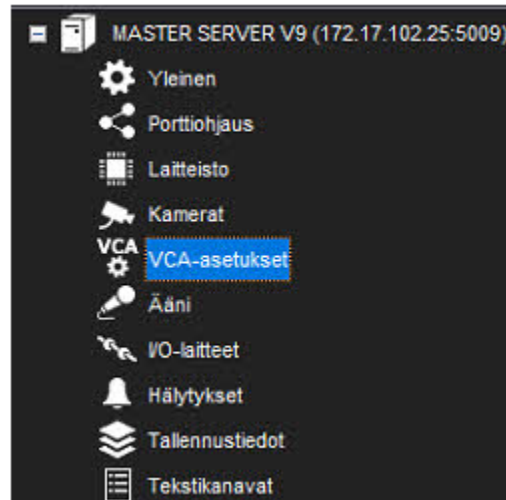 MASTER SERVER V9 (172.17.102.25:5009)
Yleinen
Porttiohjaus
Laitteisto
Kamerat
VCA VCA-asetukset
Ääni
I/O-laitteet
Hälytykset
Tallennustiedot
Tekstikanavat